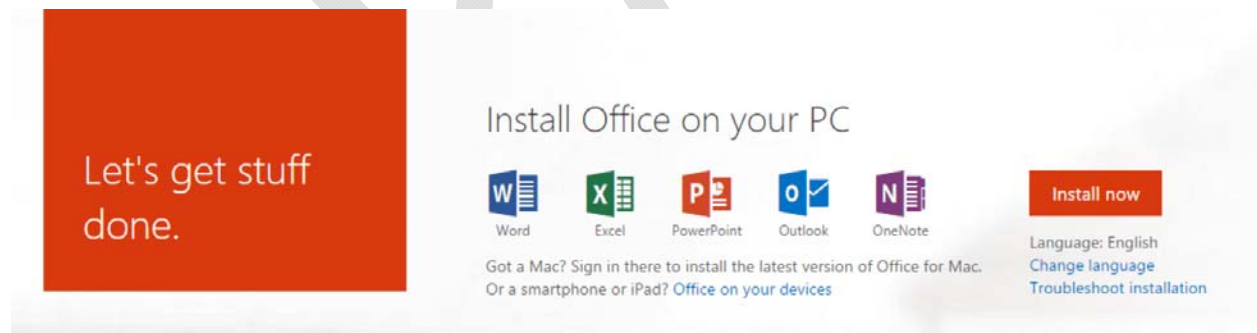 Let's get stuff
done.
Install Office on your PC
W X P O N
Word Excel PowerPoint Outlook OneNote
Got a Mac? Sign in there to install the latest version of Office for Mac.
Or a smartphone or iPad? Office on your devices
Install now
Language: English
Change language
Troubleshoot installation